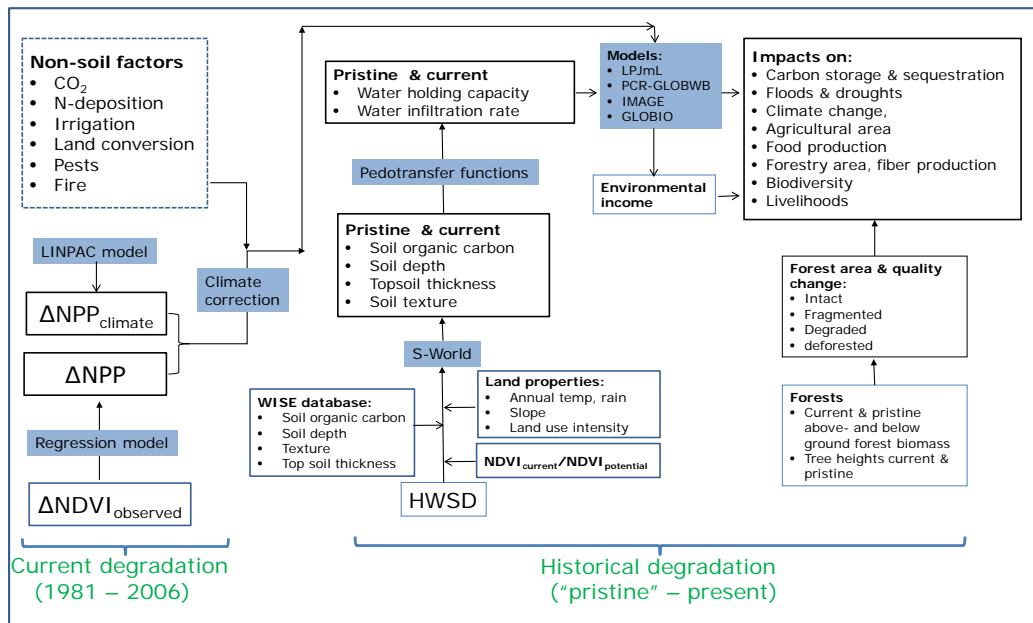 Non-soil factors
• CO2
• N-deposition
• Irrigation
• Land conversion
• Pests
• Fire
LINPAC model
ΔNPPclimate
ΔNPP
Regression model
ΔNDVIobserved
Climate
correction
Current degradation
(1981 – 2006)
Pristine & current
• Water holding capacity
• Water infiltration rate
Pedotransfer functions
Pristine & current
• Soil organic carbon
• Soil depth
• Topsoil thickness
• Soil texture
S-World
WISE database:
• Soil organic carbon
• Soil depth
• Texture
• Top soil thickness
Land properties:
• Annual temp, rain
• Slope
• Land use intensity
NDVIcurrent/NDVIpotential
HWSD
Models:
• LPJmL
• PCR-GLOBWB
• IMAGE
• GLOBIO
Environmental
income
Impacts on:
• Carbon storage & sequestration
• Floods & droughts
• Climate change,
• Agricultural area
• Food production
• Forestry area, fiber production
• Biodiversity
• Livelihoods
Forest area & quality
change:
• Intact
• Fragmented
• Degraded
• deforested
Forests
• Current & pristine
above- and below
ground forest biomass
• Tree heights current &
pristine
Historical degradation
("pristine" – present)